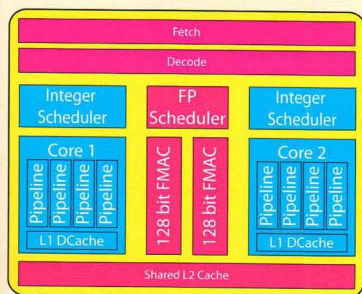 Fetch
Decode
Integer
Scheduler
FP
Scheduler
Integer
Scheduler
Core 1
Pipeline
Pipeline
Pipeline
Pipeline
L1 DCache
128 bit FMAC
128 bit FMAC
Core 2
Pipeline
Pipeline
Pipeline
Pipeline
L1 DCache
Shared L2 Cache